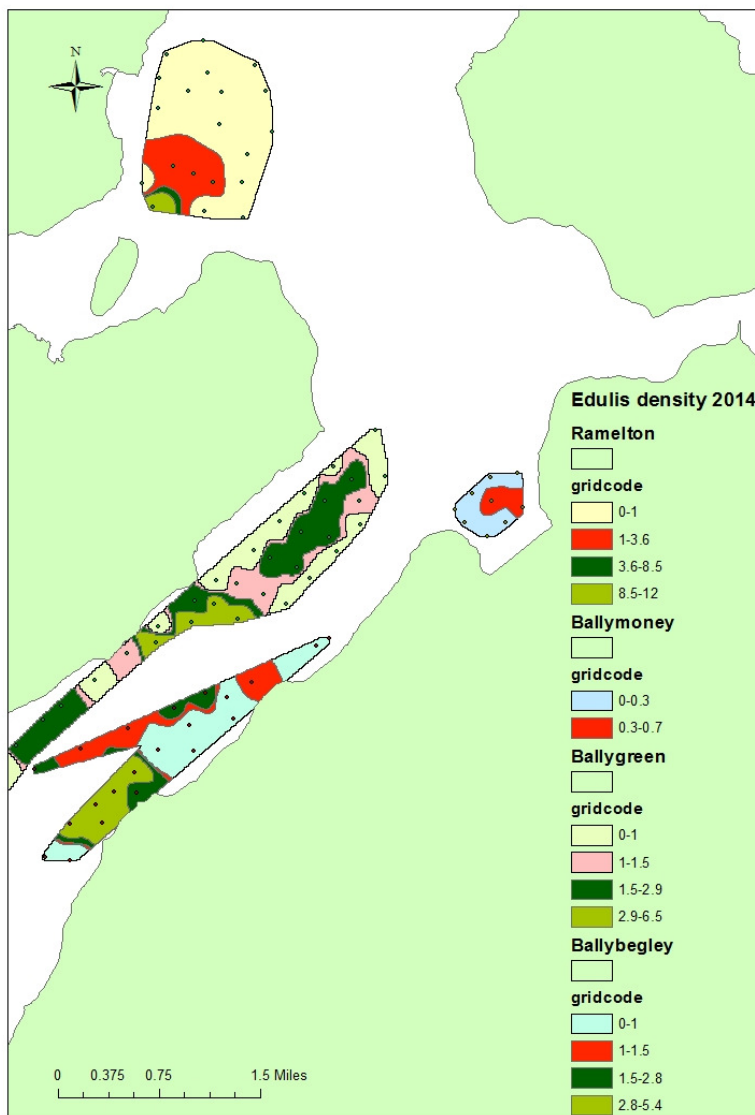 N
Edulis density 2014
Ramelton
gridcode
0-1
1-3.6
3.6-8.5
8.5-12
Ballymoney
gridcode
0-0.3
0.3-0.7
Ballygreen
gridcode
0-1
1-1.5
1.5-2.9
2.9-6.5
Ballybegley
gridcode
0-1
1-1.5
1.5-2.8
2.8-5.4
0 0.375 0.75 1.5 Miles